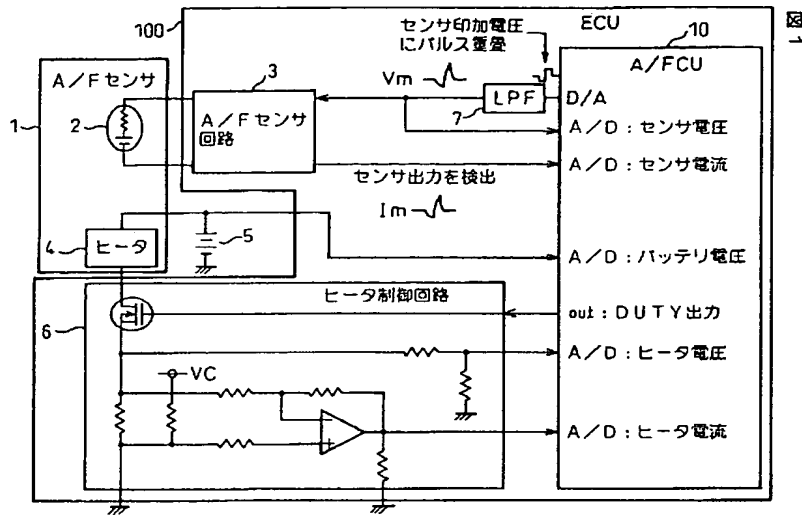 図1
ECU
100
センサ印加電圧
にパルス重畳
10
A/FCU
A/Fセンサ
1
2
3
A/Fセンサ
回路
Vm
LPF
7
D/A
A/D:センサ電圧
A/D:センサ電流
センサ出力を検出
Im
4
ヒータ
5
A/D:バッテリ電圧
6
ヒータ制御回路
out:DUTY出力
A/D:ヒータ電圧
VC
-
+
A/D:ヒータ電流